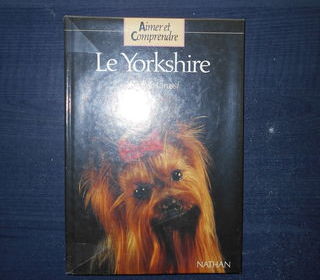 Aimer et
Comprendre
Le Yorkshire
NATHAN